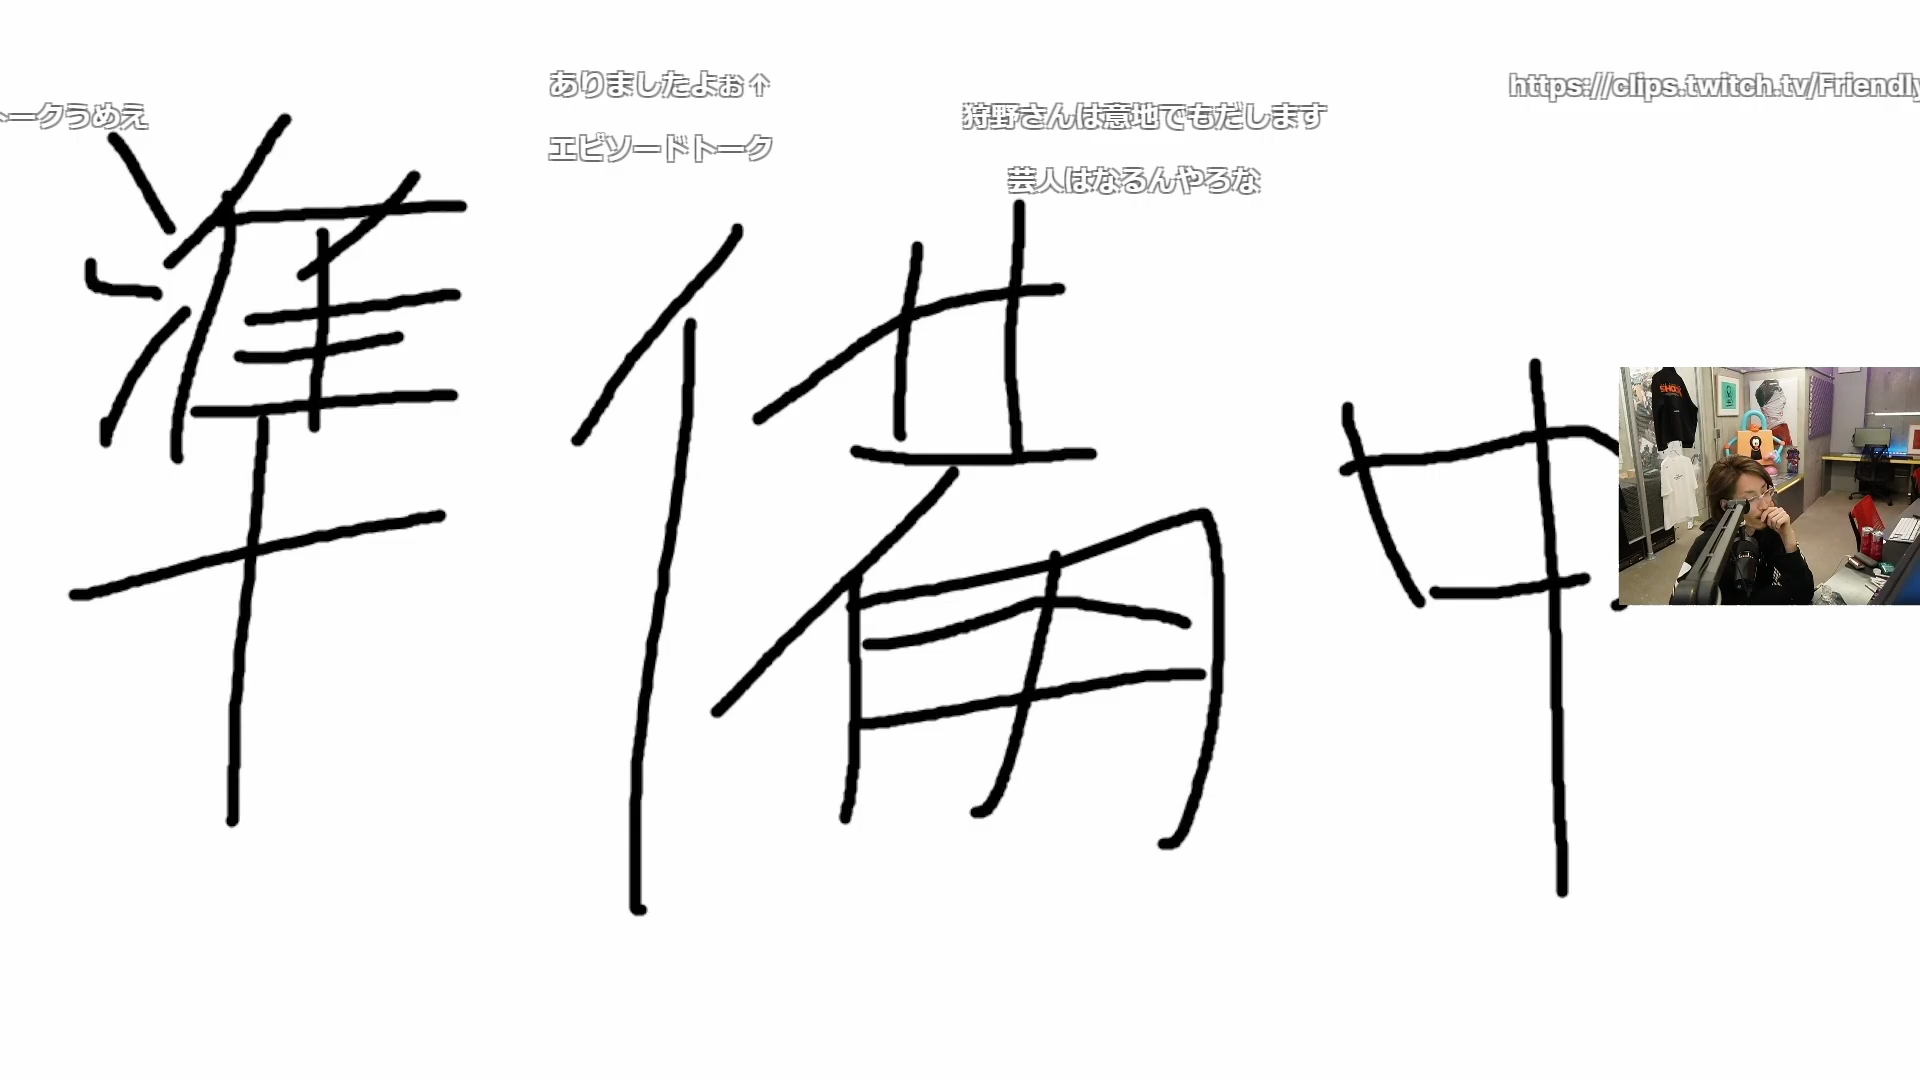 ありましたよぉ↑
https://clips.twitch.tv/Friendly
ークうめえ
狩野さんは意地でもだします
エピソードトーク
芸人はなるんやろな
準備中